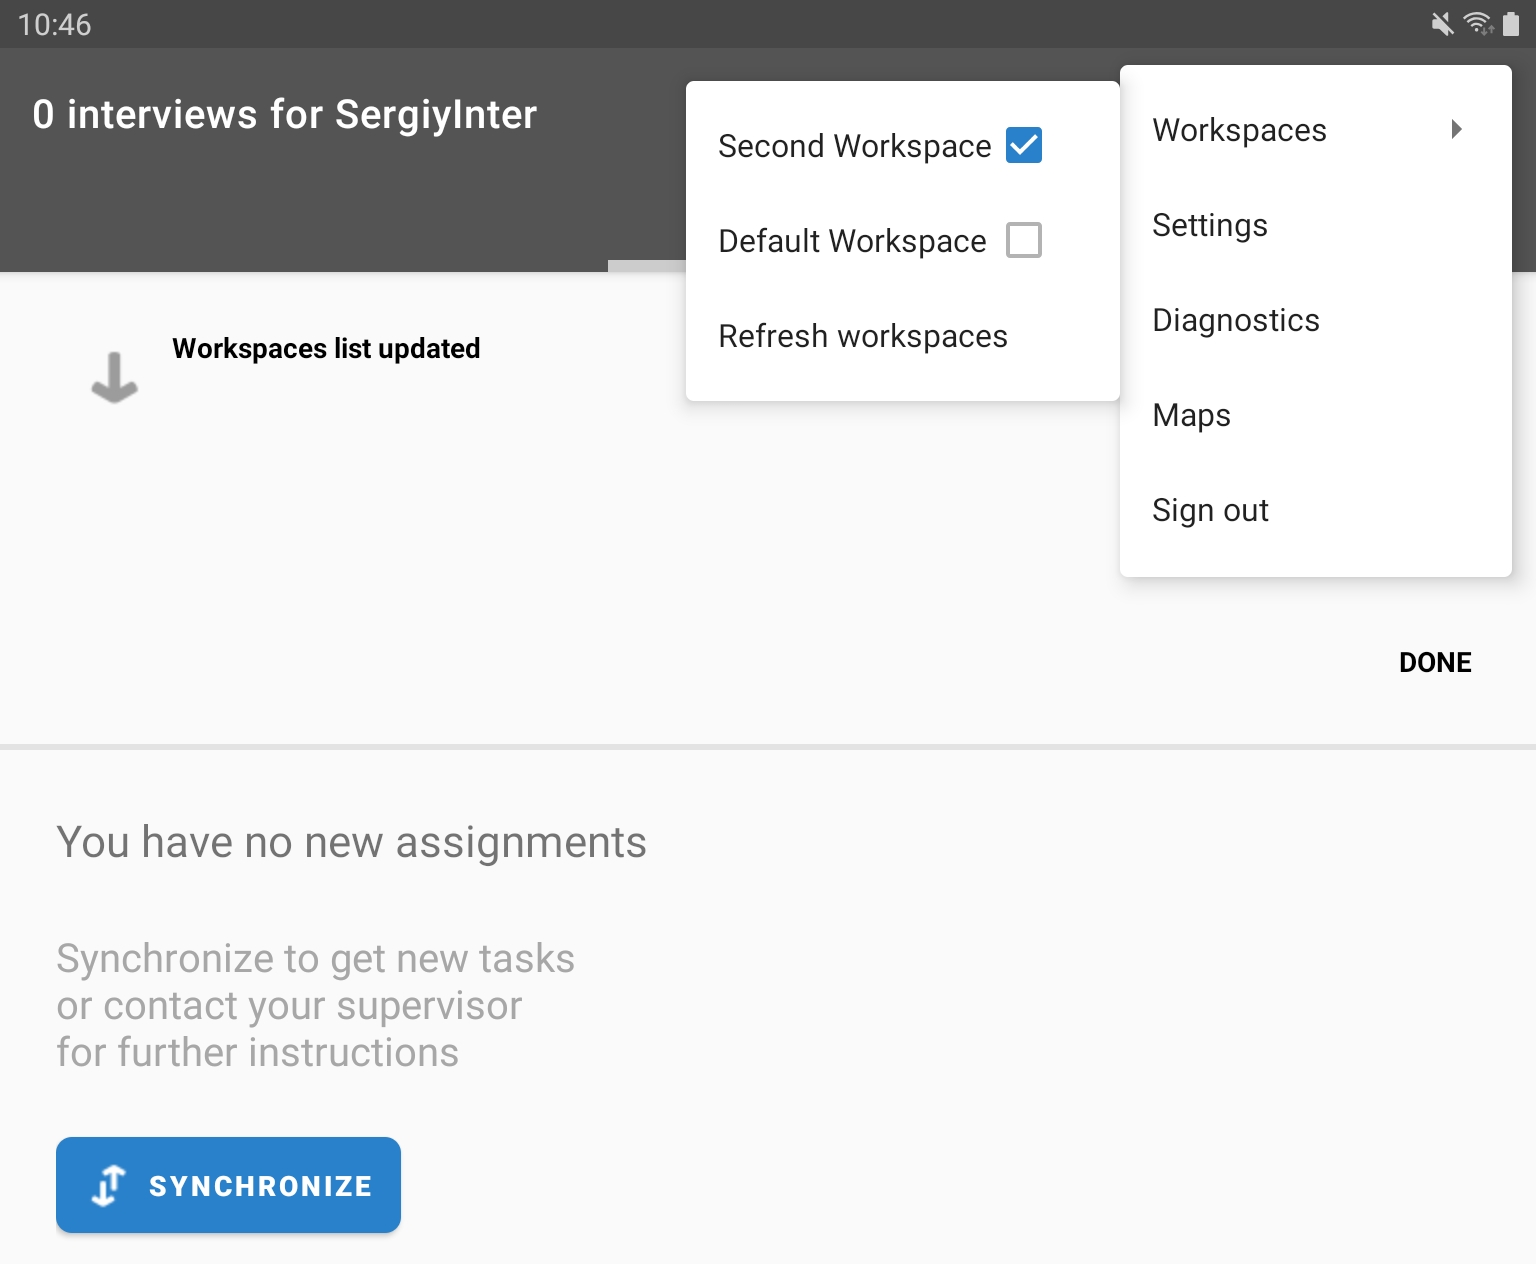 10:46
0 interviews for SergiyInter
Second Workspace
Default Workspace
Refresh workspaces
Workspaces
Settings
Diagnostics
Maps
Sign out
Workspaces list updated
DONE
You have no new assignments
Synchronize to get new tasks
or contact your supervisor
for further instructions
SYNCHRONIZE